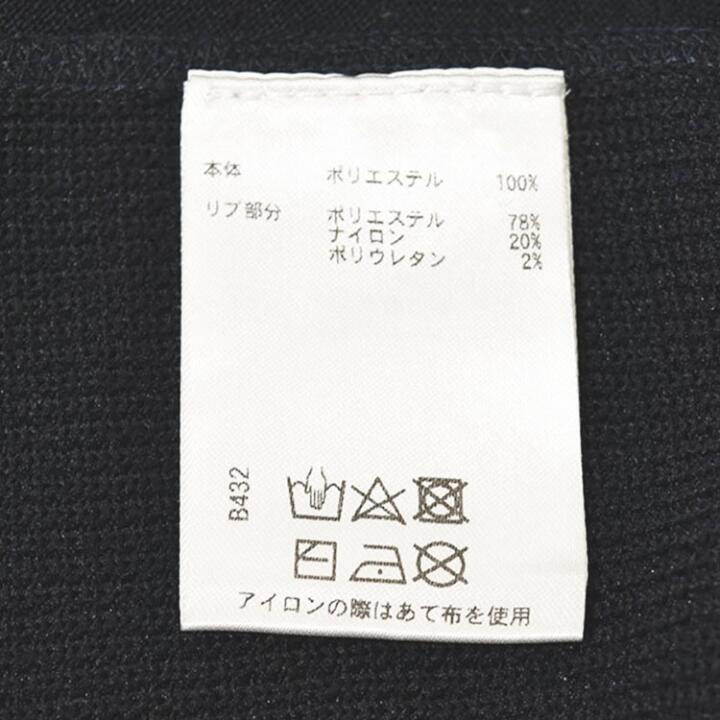 本体 ポリエステル 100%
リブ部分 ポリエステル 78%
ナイロン 20%
ポリウレタン 2%
B432
アイロンの際はあて布を使用